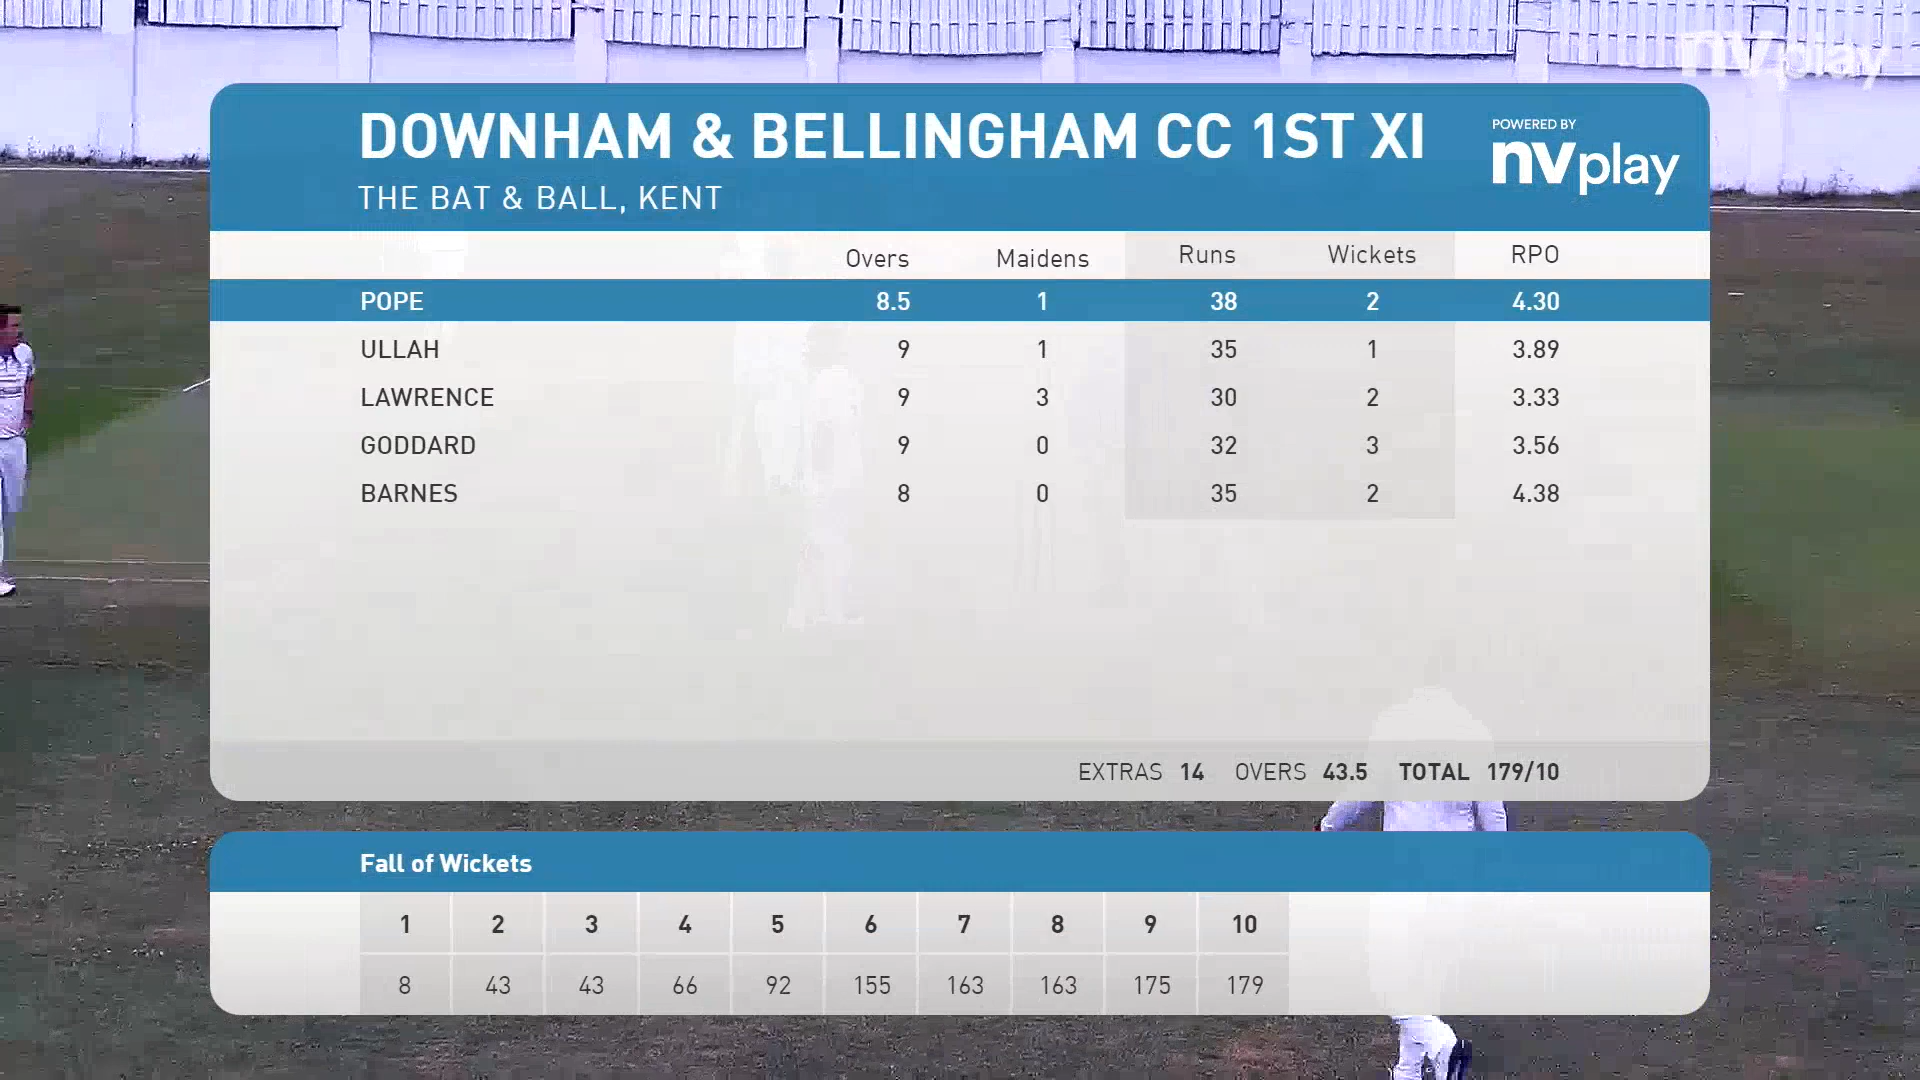 nvplay
DOWNHAM & BELLINGHAM CC 1ST XI
THE BAT & BALL, KENT
POWERED BY
nvplay
Overs Maidens Runs Wickets RPO
POPE 8.5 1 38 2 4.30
ULLAH 9 1 35 1 3.89
LAWRENCE 9 3 30 2 3.33
GODDARD 9 0 32 3 3.56
BARNES 8 0 35 2 4.38
EXTRAS 14 OVERS 43.5 TOTAL 179/10
Fall of Wickets
1 2 3 4 5 6 7 8 9 10
8 43 43 66 92 155 163 163 175 179